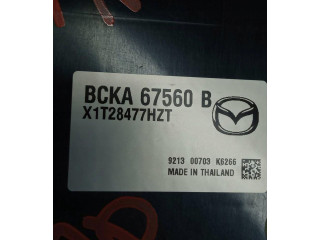 BCKA 67560 B
X1T28477HZT
9213 00703 K6266
MADE IN THAILAND